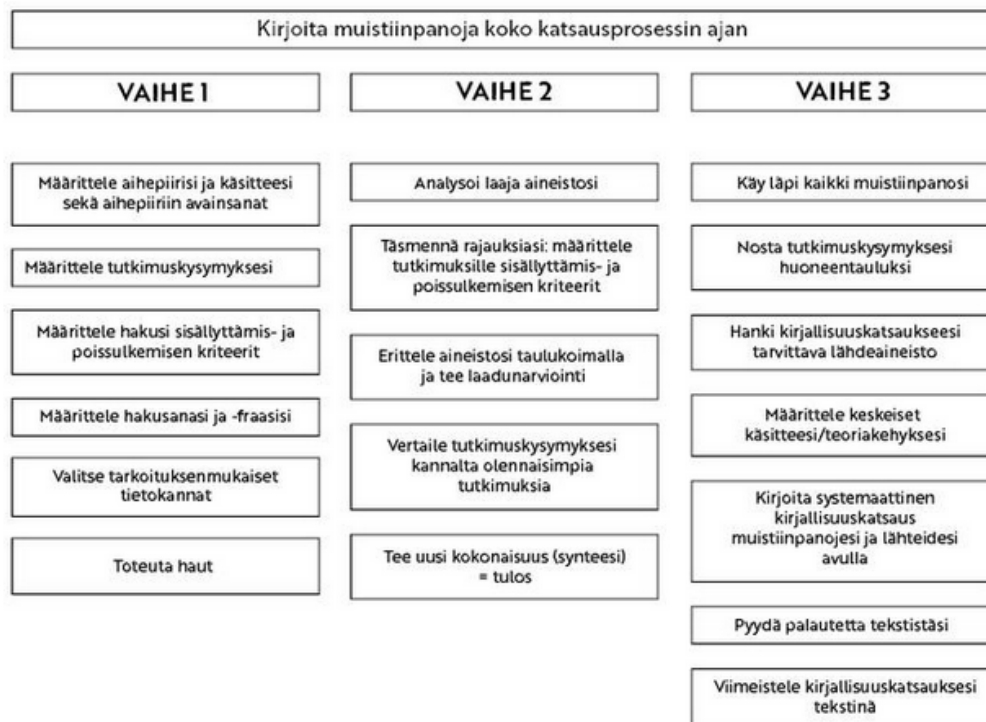 Kirjoita muistiinpanoja koko katsausprosessin ajan
VAIHE 1
Määrittele aihepiirisi ja käsitteesi
sekä aihepiiriin avainsanat
Määrittele tutkimuskysymyksesi
Määrittele hakusi sisällyttämis- ja
poissulkemisen kriteerit
Määrittele hakusanasi ja -fraasisi
Valitse tarkoituksenmukaiset
tietokannat
Toteuta haut
VAIHE 2
Analysoi laaja aineistosi
Täsmennä rajauksiasi: määrittele
tutkimuksille sisällyttämis- ja
poissulkemisen kriteerit
Erittele aineistosi taulukoimalla
ja tee laadunarviointi
Vertaile tutkimuskysymyksesi
kannalta olennaisimpia
tutkimuksia
Tee uusi kokonaisuus (synteesi)
= tulos
VAIHE 3
Käy läpi kaikki muistiinpanosi
Nosta tutkimuskysymyksesi
huoneentauluksi
Hanki kirjallisuuskatsaukseesi
tarvittava lähdeaineisto
Määrittele keskeiset
käsitteesi/teoriakehyksesi
Kirjoita systemaattinen
kirjallisuuskatsaus
muistiinpanojesi ja lähteidesi
avulla
Pyydä palautetta tekstistäsi
Viimeistele kirjallisuuskatsauksesi
tekstinä